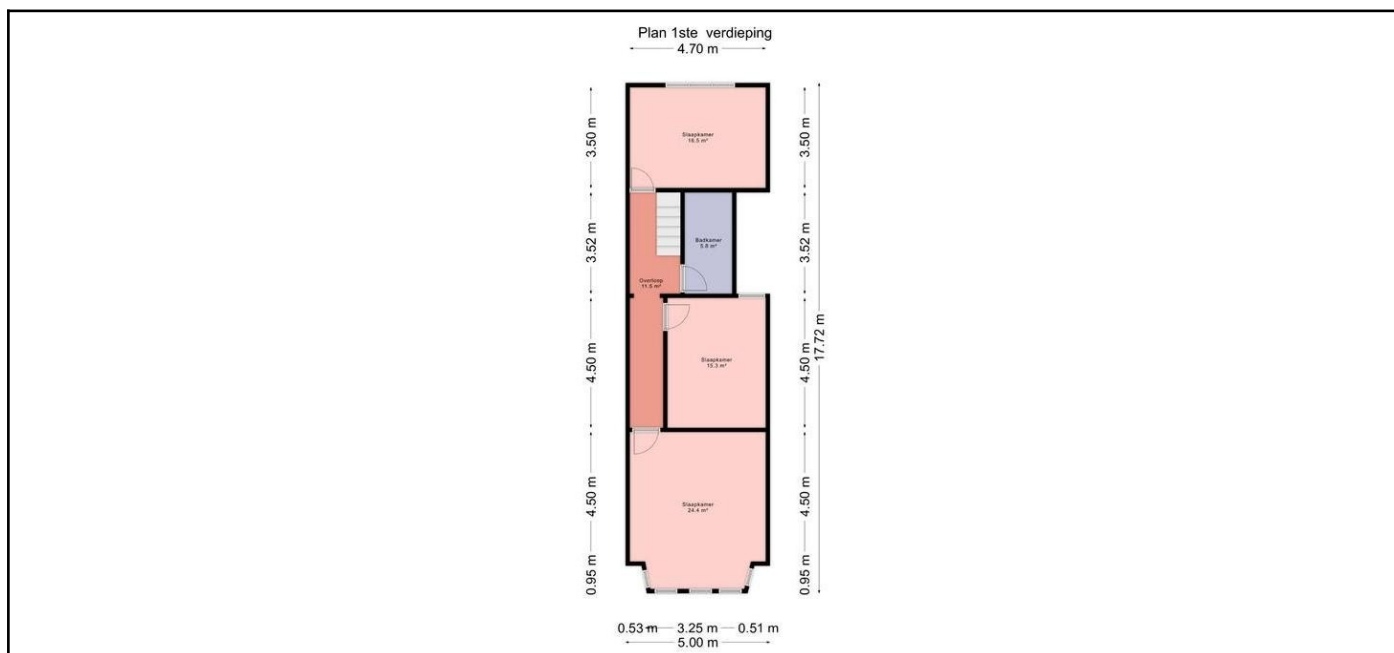 Plan 1ste verdieping
4.70 m
3.50 m
3.50 m
Slaapkamer
16.5 m²
3.52 m
3.52 m
Badkamer
5.8 m²
Overloop
11.5 m²
17.72 m
4.50 m
4.50 m
Slaapkamer
15.3 m²
4.50 m
4.50 m
Slaapkamer
24.4 m²
0.95 m
0.95 m
0.53 m
3.25 m
0.51 m
5.00 m